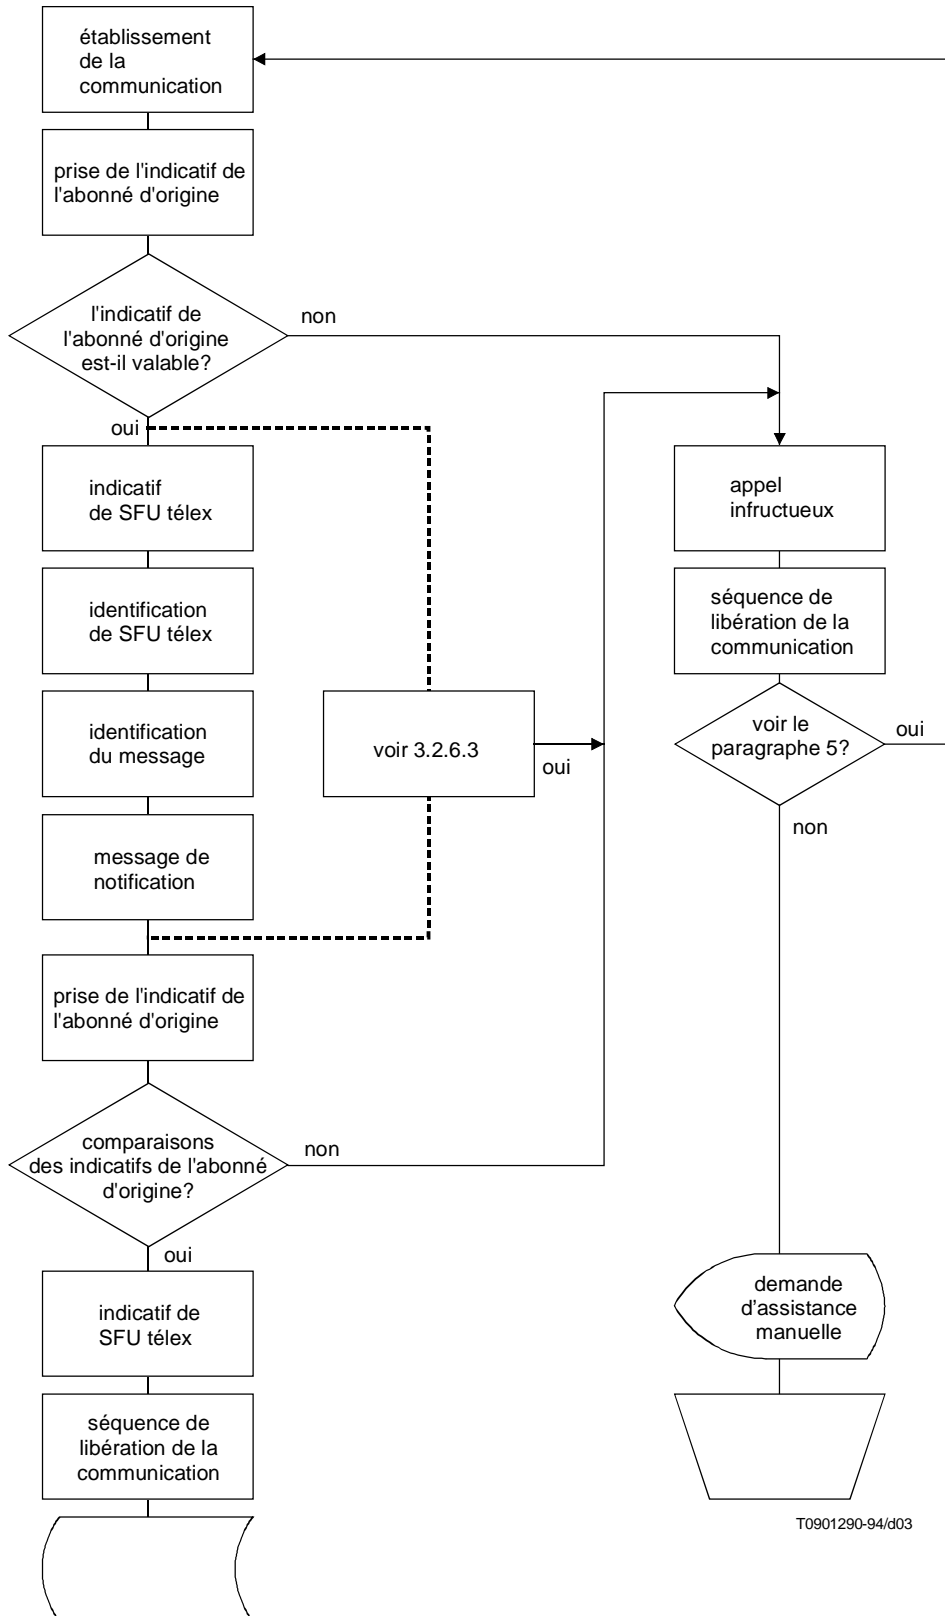 établissement
de la
communication
prise de l'indicatif de
l'abonné d'origine
l'indicatif de
l'abonné d'origine
est-il valable?
non
oui
indicatif
de SFU télex
identification
de SFU télex
identification
du message
message de
notification
voir 3.2.6.3
oui
prise de l'indicatif de
l'abonné d'origine
comparaisons
des indicatifs de l'abonné
d'origine?
non
oui
indicatif de
SFU télex
séquence de
libération de la
communication
appel
infructueux
séquence de
libération de la
communication
voir le
paragraphe 5?
oui
non
demande
d'assistance
manuelle
T0901290-94/d03